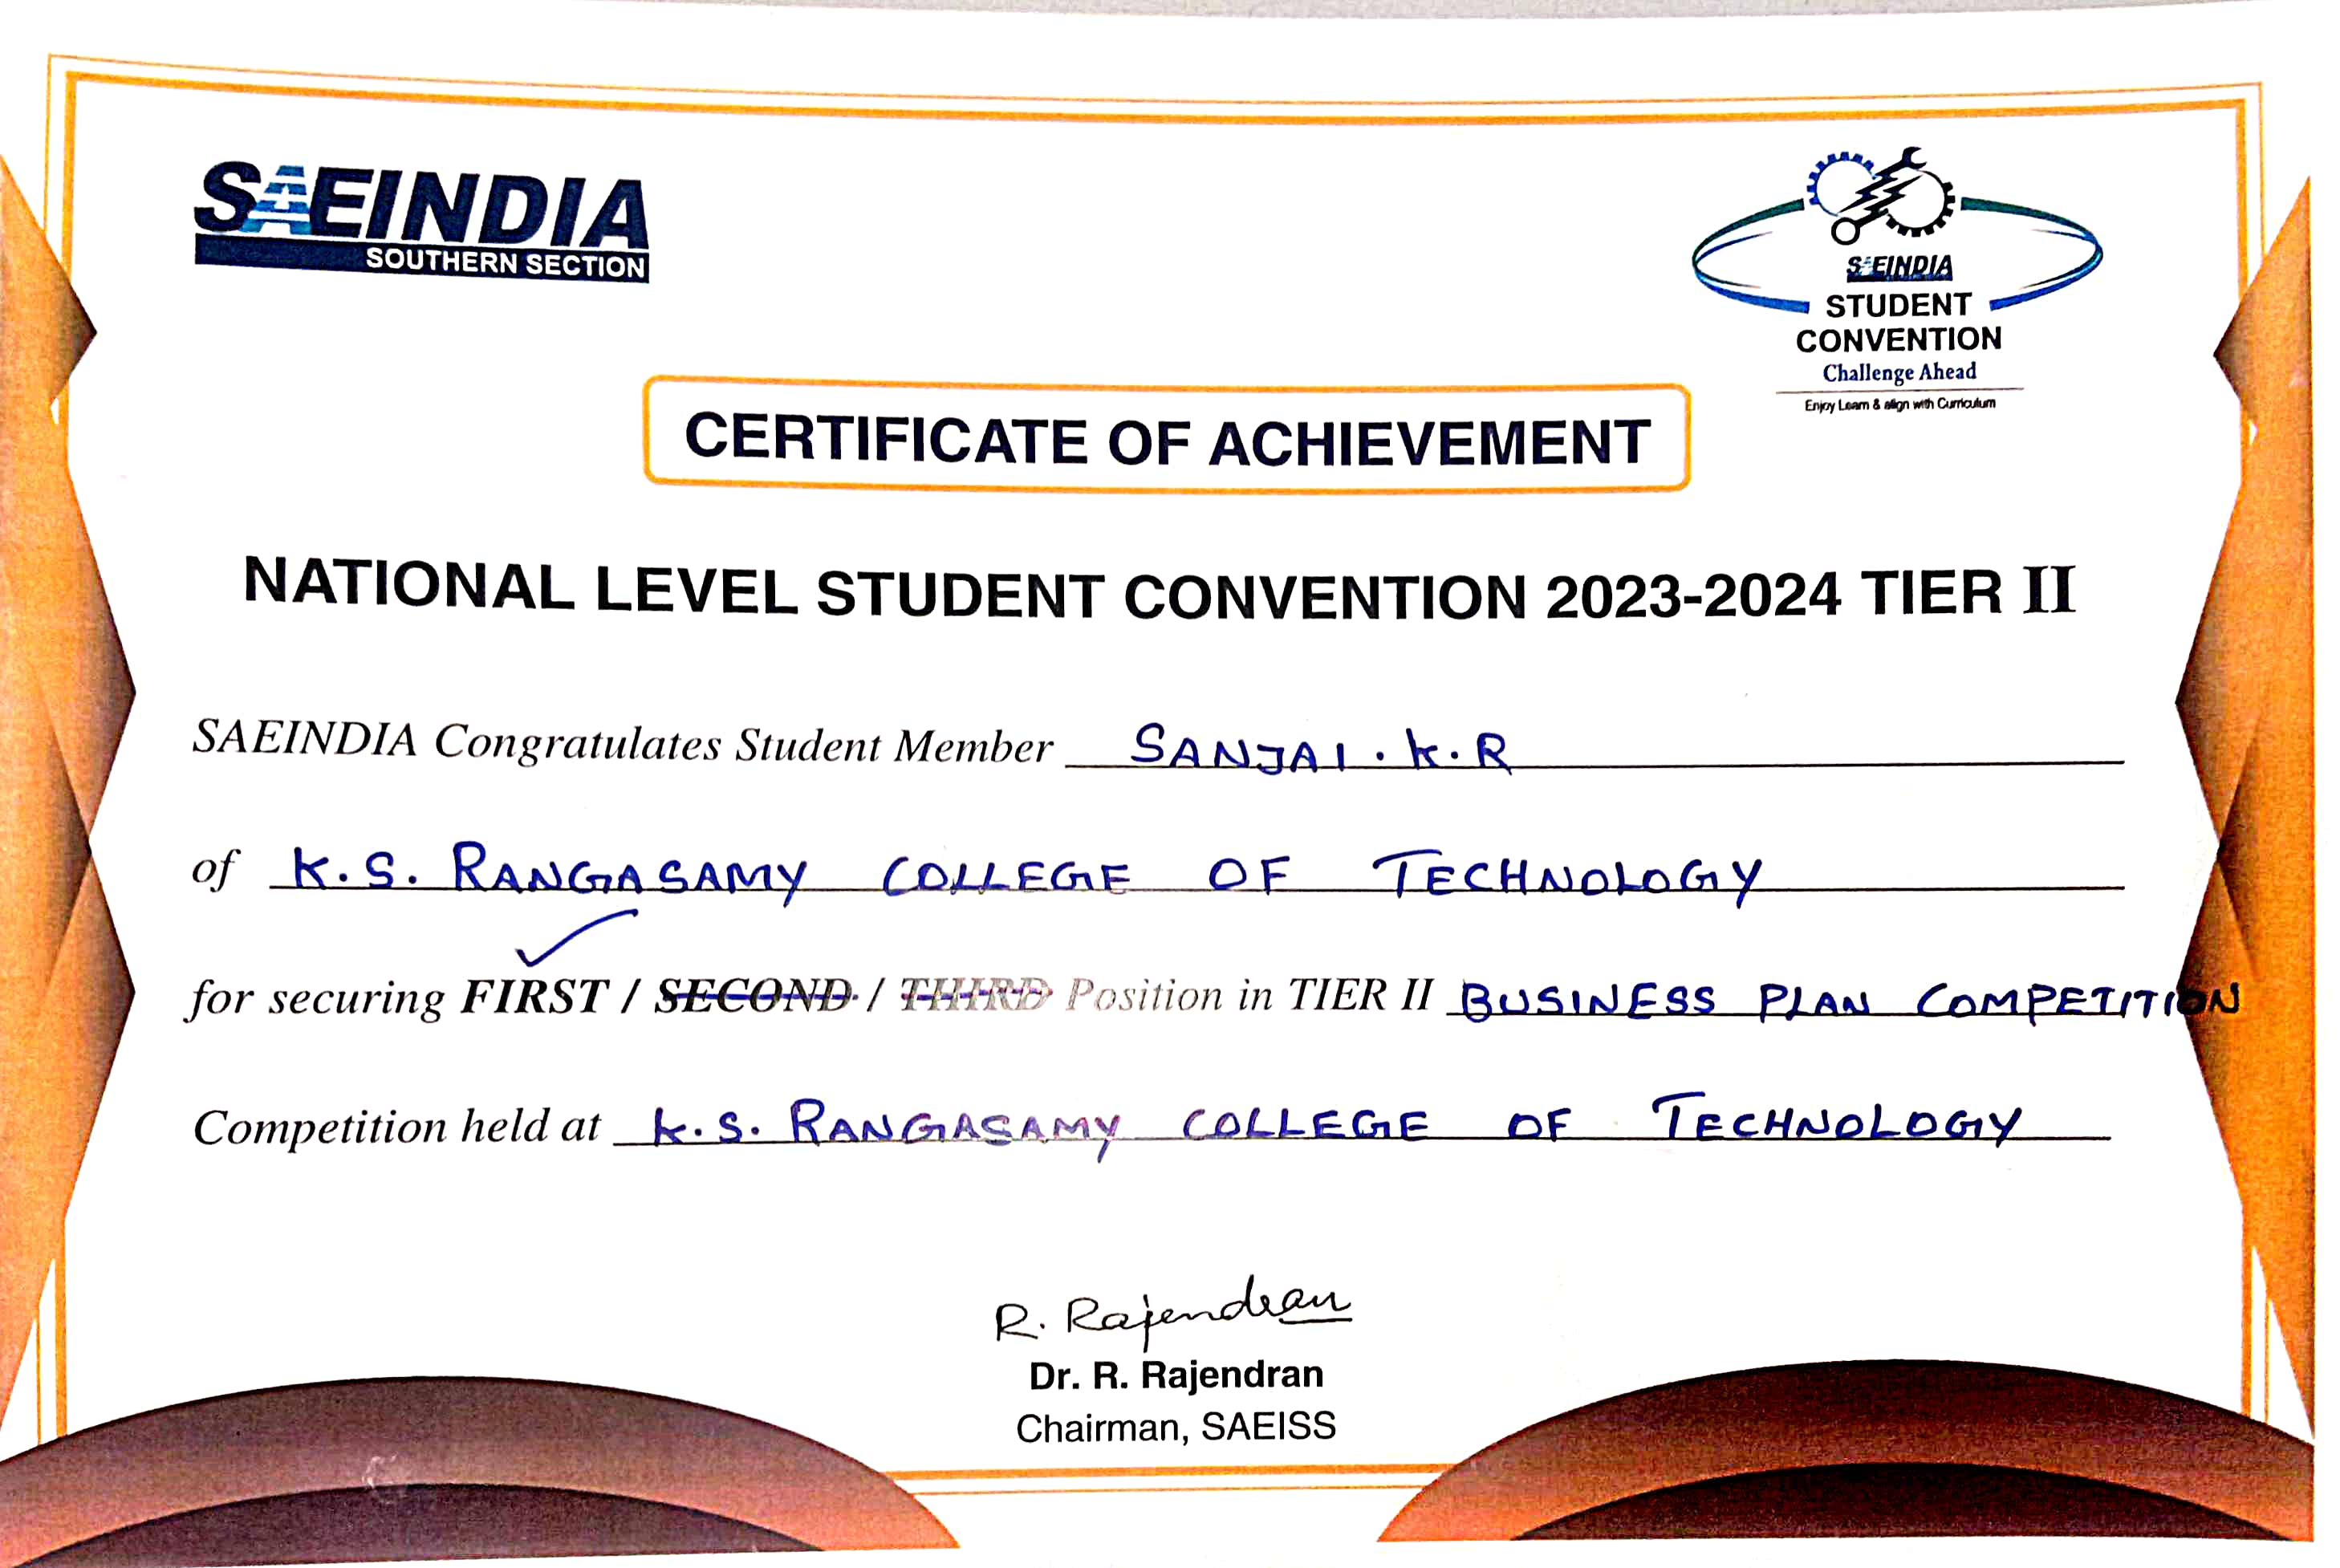 SAEINDIA
SOUTHERN SECTION
SAEINDIA
STUDENT
CONVENTION
Challenge Ahead
Enjoy Learn & align with Curriculum
CERTIFICATE OF ACHIEVEMENT
NATIONAL LEVEL STUDENT CONVENTION 2023-2024 TIER II
SAEINDIA Congratulates Student Member SANJAI.K.R
of K.S. RANGASAMY COLLEGE OF TECHNOLOGY
for securing FIRST / SECOND / THIRD Position in TIER II BUSINESS PLAN COMPETITION
Competition held at K.S. RANGASAMY COLLEGE OF TECHNOLOGY
R. Rajendran
Dr. R. Rajendran
Chairman, SAEISS